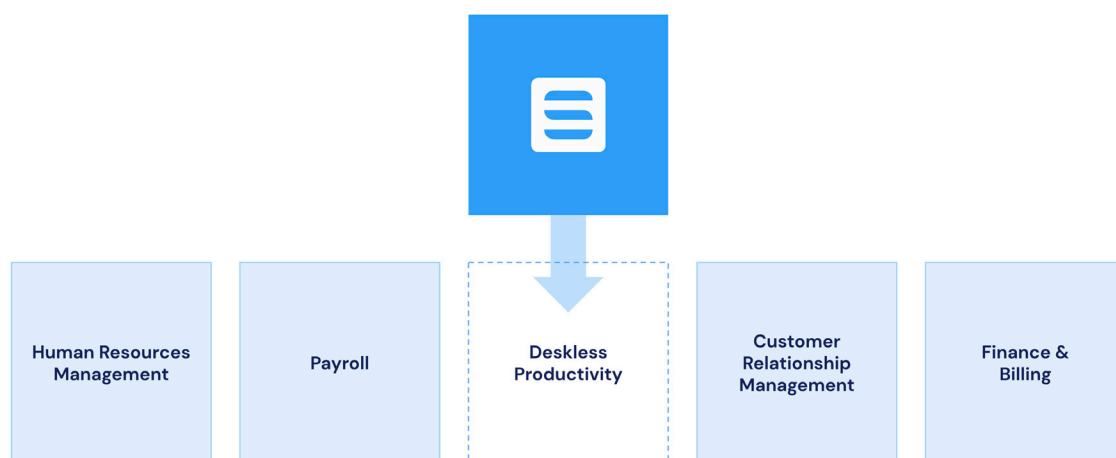 Human Resources
Management
Payroll
Deskless
Productivity
Customer
Relationship
Management
Finance &
Billing